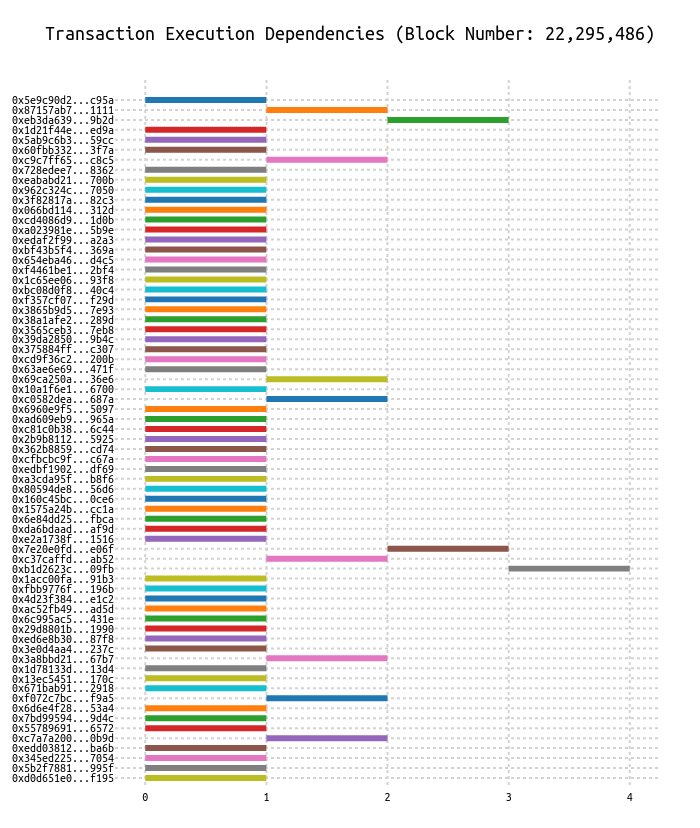 Transaction Execution Dependencies (Block Number: 22,295,486)
0x5e9c90d2...c95a
0x87157ab7...1111
0xeb3da639...9b2d
0x1d21f44e...ed9a
0x5ab9c6b3...59cc
0x60fbb332...3f7a
0xc9c7ff65...c8c5
0x728edee7...8362
0xeababd21...700b
0x962c324c...7050
0x3f82817a...82c3
0x066bd114...312d
0xcd4086d9...1d0b
0xa023981e...5b9e
0xedaf2f99...a2a3
0xbf43b5f4...369a
0x654eba46...d4c5
0xf4461be1...2bf4
0x1c65ee06...93f8
0xbc08d0f8...40c4
0xf357cf07...f29d
0x3865b9d5...7e93
0x38a1afe2...289d
0x3565ceb3...7eb8
0x39da2850...9b4c
0x375884ff...c307
0xcd9f36c2...200b
0x63ae6e69...471f
0x69ca250a...36e6
0x10a1f6e1...6700
0xc0582dea...687a
0x6960e9f5...5097
0xad609eb9...965a
0xc81c0b38...6c44
0x2b9b8112...5925
0x362b8859...cd74
0xcfbcbc9f...c67a
0xedbf1902...df69
0xa3cda95f...b8f6
0x80594de8...56d6
0x160c45bc...0ce6
0x1575a24b...cc1a
0x6e84dd25...fbca
0xda6bdaad...af9d
0xe2a1738f...1516
0x7e20e0fd...e06f
0xc37caffd...ab52
0xb1d2623c...09fb
0x1acc00fa...91b3
0xfbb9776f...196b
0x4d23f384...e1c2
0xac52fb49...ad5d
0x6c995ac5...431e
0x29d8801b...1990
0xed6e8b30...87f8
0x3e0d4aa4...237c
0x3a8bbd21...67b7
0x1d78133d...13d4
0x13ec5451...170c
0x671bab91...2918
0xf072c7bc...f9a5
0x6d6e4f28...53a4
0x7bd99594...9d4c
0x55789691...6572
0xc7a7a200...0b9d
0xedd03812...ba6b
0x345ed225...7054
0x5b2f7881...995f
0xd0d651e0...f195
0 1 2 3 4